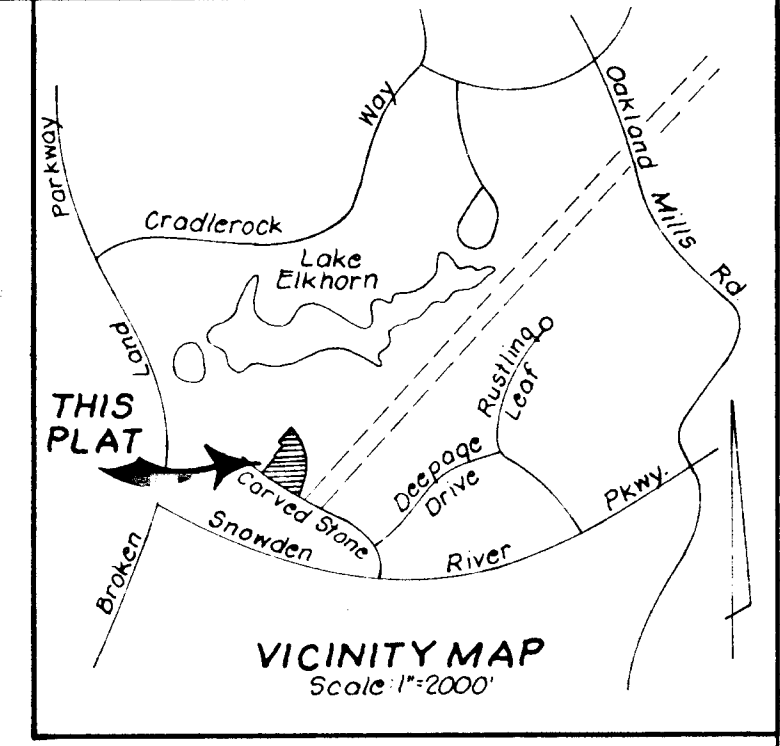 Oakland Mills Rd
Parkway
Way
Cradlerock
Lake
Elkhorn
Land
Rustling
Leaf
THIS
PLAT
Deepage
Drive
Carved Stone
Pkwy.
Snowden
River
Broken
VICINITY MAP
Scale: 1"=2000'